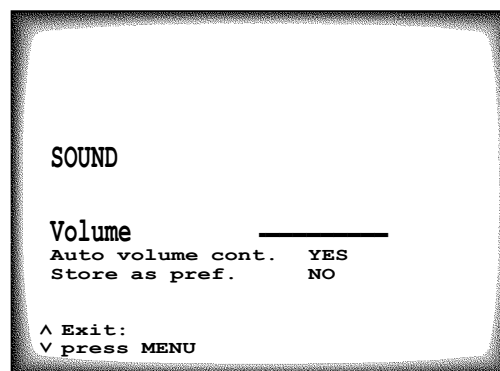 SOUND
Volume
Auto volume cont. YES
Store as pref. NO
^ Exit:
v press MENU